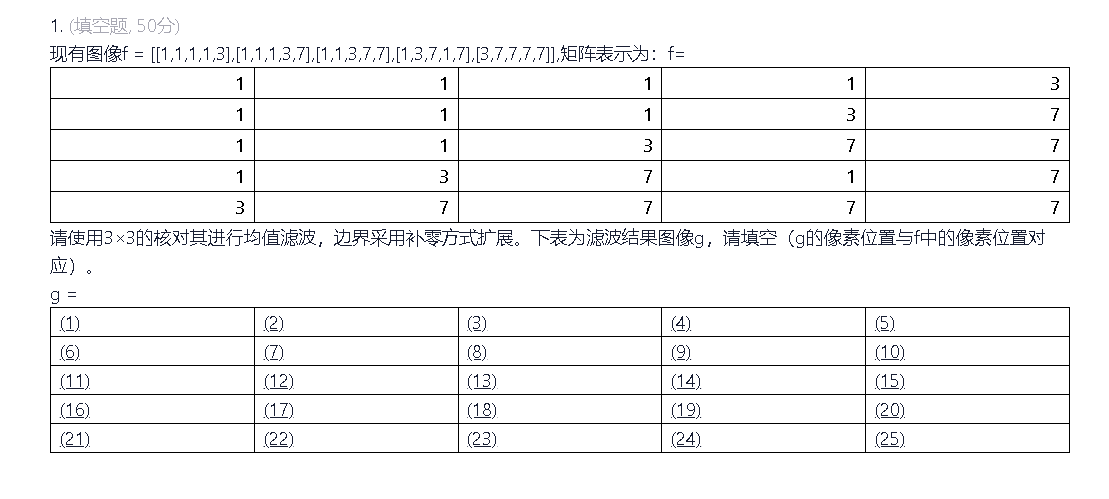 1. (填空题, 50分)
现有图像f = [[1,1,1,1,3],[1,1,1,3,7],[1,1,3,7,7],[1,3,7,1,7],[3,7,7,7,7]],矩阵表示为：f=
1 1 1 1 3
1 1 1 3 7
1 1 3 7 7
1 3 7 1 7
3 7 7 7 7
请使用3×3的核对其进行均值滤波，边界采用补零方式扩展。下表为滤波结果图像g，请填空（g的像素位置与f中的像素位置对
应）。
g =
(1) (2) (3) (4) (5)
(6) (7) (8) (9) (10)
(11) (12) (13) (14) (15)
(16) (17) (18) (19) (20)
(21) (22) (23) (24) (25)